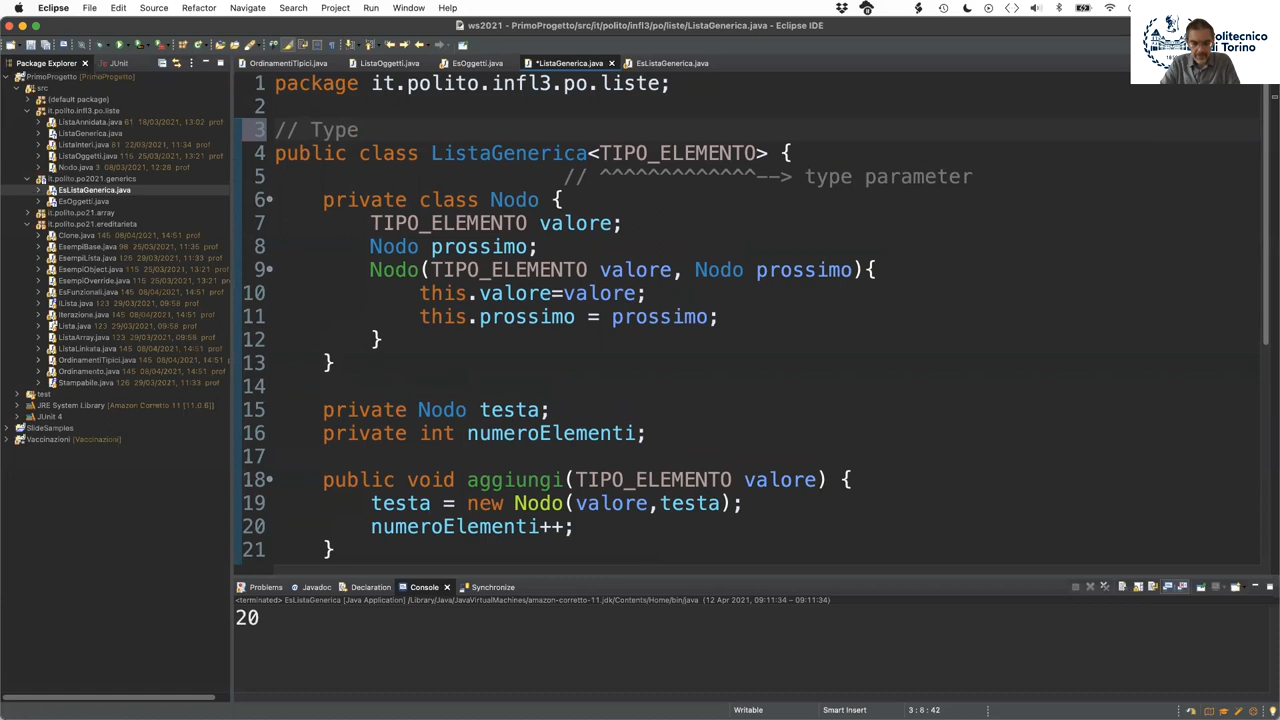 Eclipse File Edit Source Refactor Navigate Search Project Run Window Help
ws2021 - PrimoProgetto/src/it/polito/infl3/po/liste/ListaGenerica.java - Eclipse IDE
Politecnico
di Torino
Package Explorer JUnit
OrdinamentiTipici.java ListaOggetti.java EsOggetti.java *ListaGenerica.java EsListaGenerica.java
PrimoProgetto [PrimoProgetto]
src
(default package)
it.polito.infl3.po.liste
ListaAnnidata.java 61 18/03/2021, 13:02 prof
ListaGenerica.java
ListaInteri.java 81 22/03/2021, 11:34 prof
ListaOggetti.java 115 25/03/2021, 13:21 prof
Nodo.java 3 08/03/2021, 12:28 prof
it.polito.po2021.generics
EsListaGenerica.java
EsOggetti.java
it.polito.po21.array
it.polito.po21.ereditarieta
Clone.java 145 08/04/2021, 14:51 prof
EsempiBase.java 98 25/03/2021, 09:36 prof
EsempiLista.java 123 29/03/2021, 11:33 prof
EsempiObject.java 115 25/03/2021, 13:21 prof
EsempiOverride.java 115 25/03/2021, 13:21 prof
EsFunzionali.java 145 08/04/2021, 14:51 prof
ILista.java 123 29/03/2021, 09:58 prof
Iterazione.java 145 08/04/2021, 14:51 prof
Lista.java 123 29/03/2021, 09:58 prof
ListaArray.java 123 29/03/2021, 09:58 prof
ListaLinkata.java 145 08/04/2021, 14:51 prof
OrdinamentiTipici.java 145 08/04/2021, 14:51 prof
Ordinamento.java 145 08/04/2021, 14:51 prof
Stampabile.java 126 29/03/2021, 11:33 prof
test
JRE System Library [Amazon Corretto 11 [11.0.6]]
JUnit 4
SlideSamples
Vaccinazioni [Vaccinazioni]
1 package it.polito.infl3.po.liste;
2
3 // Type
4 public class ListaGenerica<TIPO_ELEMENTO> {
5 // ^^^^^^^^^^^^^--> type parameter
6 private class Nodo {
7 TIPO_ELEMENTO valore;
8 Nodo prossimo;
9 Nodo(TIPO_ELEMENTO valore, Nodo prossimo){
10 this.valore=valore;
11 this.prossimo = prossimo;
12 }
13 }
14
15 private Nodo testa;
16 private int numeroElementi;
17
18 public void aggiungi(TIPO_ELEMENTO valore) {
19 testa = new Nodo(valore,testa);
20 numeroElementi++;
21 }
Problems Javadoc Declaration Console Synchronize
<terminated> EsListaGenerica [Java Application] /Library/Java/JavaVirtualMachines/amazon-corretto-11.jdk/Contents/Home/bin/java (12 Apr 2021, 09:11:34 – 09:11:34)
20
Writable Smart Insert 3 : 8 : 42